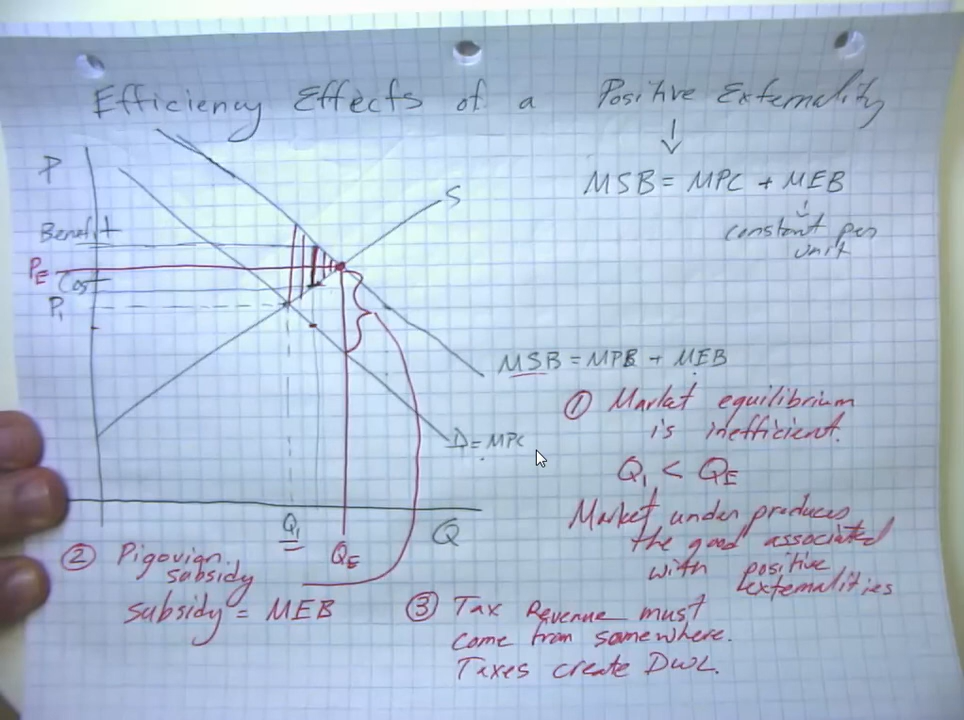 Efficiency Effects of a Positive Externality
MSB = MPC + MEB
constant per
unit
P
S
Benefit
PE
Cost
P1
MSB = MPB + MEB
D = MPC
① Market equilibrium
is inefficient.
Q1 < QE
Market under produces
the good associated
with positive
externalities
Q1
QE
Q
② Pigovian
subsidy
subsidy = MEB
③ Tax Revenue must
come from somewhere.
Taxes create DWL.